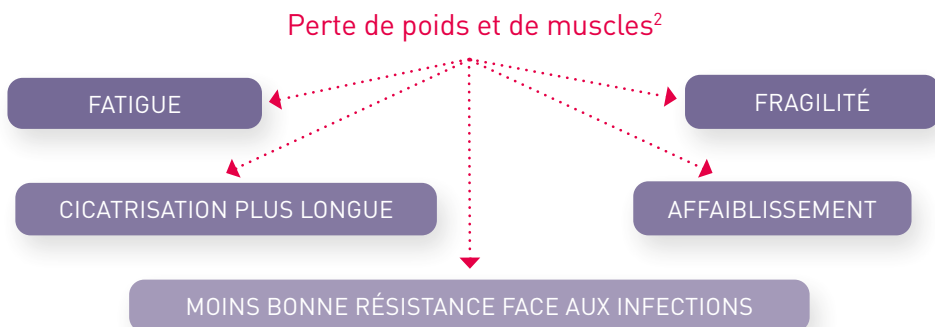 Perte de poids et de muscles²
FATIGUE
FRAGILITÉ
CICATRISATION PLUS LONGUE
AFFAIBLISSEMENT
MOINS BONNE RÉSISTANCE FACE AUX INFECTIONS